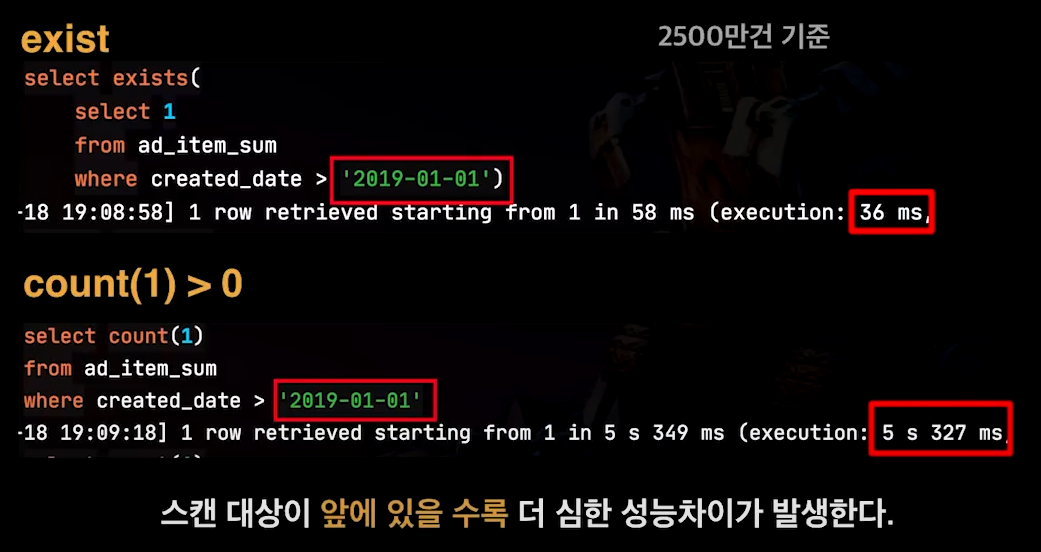 exist
2500만건 기준
select exists(
select 1
from ad_item_sum
where created_date > '2019-01-01')
-18 19:08:58] 1 row retrieved starting from 1 in 58 ms (execution: 36 ms,
count(1) > 0
select count(1)
from ad_item_sum
where created_date > '2019-01-01'
-18 19:09:18] 1 row retrieved starting from 1 in 5 s 349 ms (execution: 5 s 327 ms,
스캔 대상이 앞에 있을 수록 더 심한 성능차이가 발생한다.